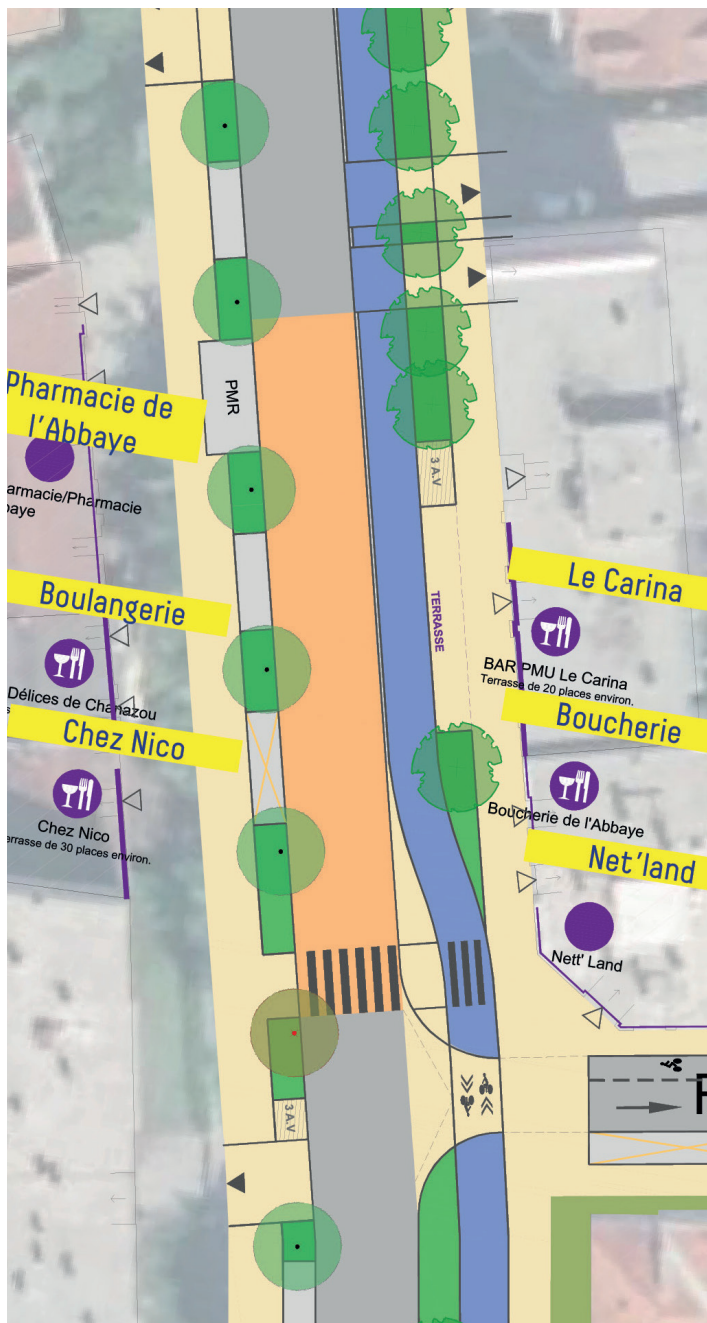 PMR
Pharmacie de
l'Abbaye
armacie/Pharmacie
baye
3 A.V
Le Carina
TERRASSE
Boulangerie
BAR PMU Le Carina
Terrasse de 20 places environ.
Délices de Chanazou
s
Boucherie
Chez Nico
Chez Nico
errasse de 30 places environ.
Boucherie de l'Abbaye
Net'land
Nett' Land
3 A.V
P